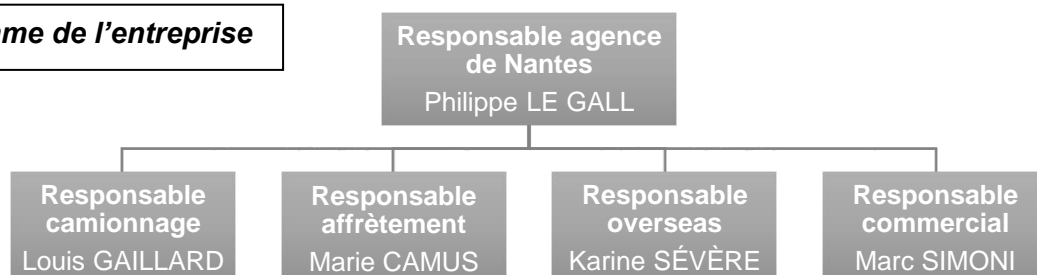 de l’entreprise
Responsable agence
de Nantes
Philippe LE GALL
Responsable
camionnage
Louis GAILLARD
Responsable
affrètement
Marie CAMUS
Responsable
overseas
Karine SÉVÈRE
Responsable
commercial
Marc SIMONI